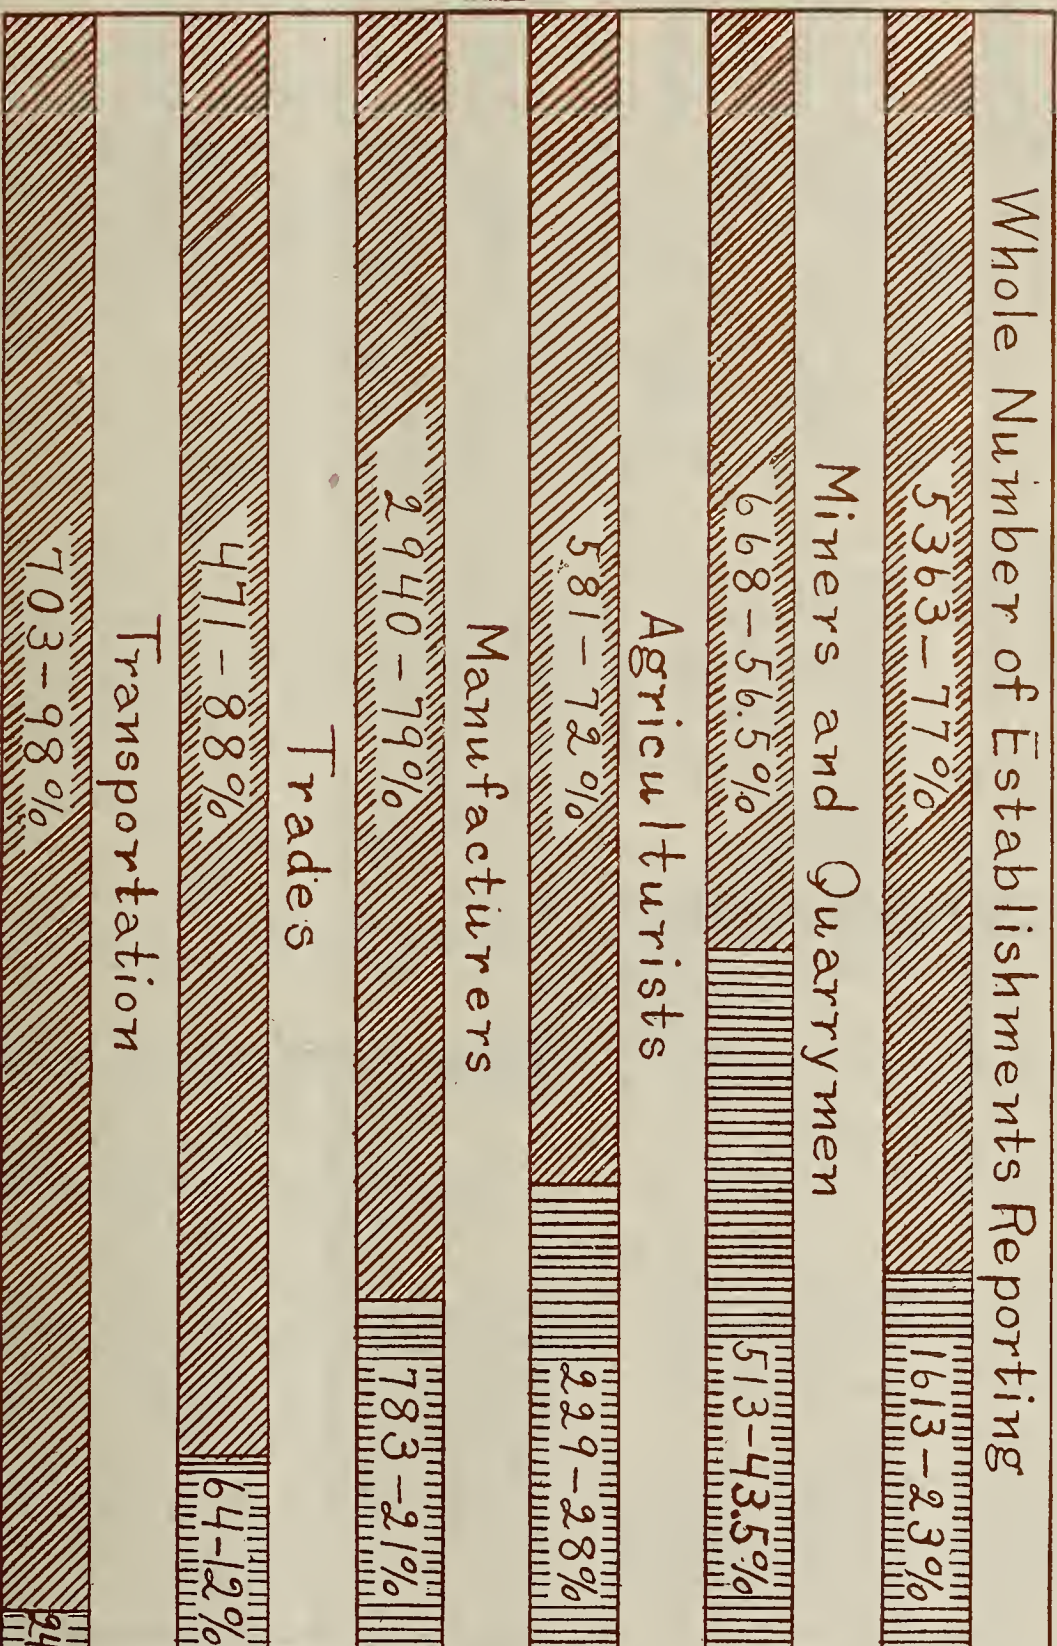 Whole Number of Establishments Reporting
5363-77% 1613-23%
Miners and Quarrymen
668-56.5% 513-43.5%
Agriculturists
581-72% 229-28%
Manufacturers
2940-79% 783-21%
Trades
471-88% 64-12%
Transportation
703-98%